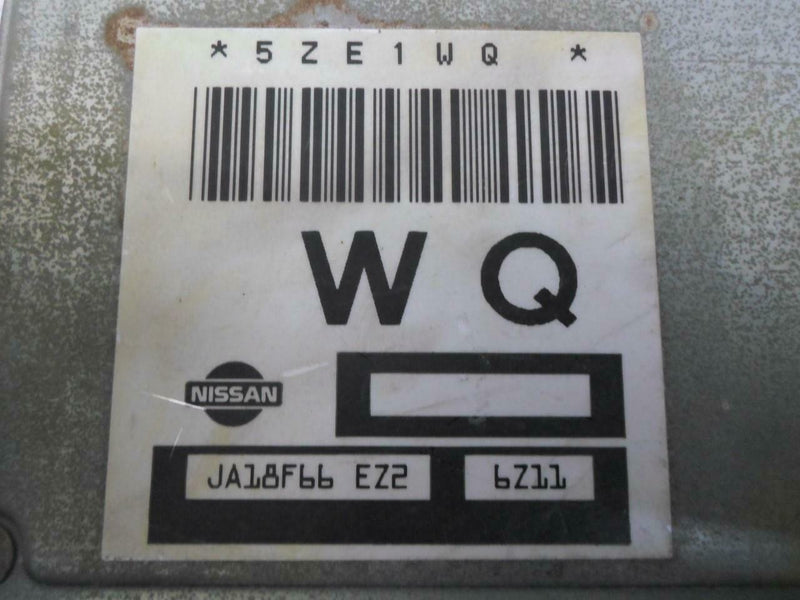 *5ZE1WQ *
WQ
NISSAN
JA18F66 EZ2 6Z11